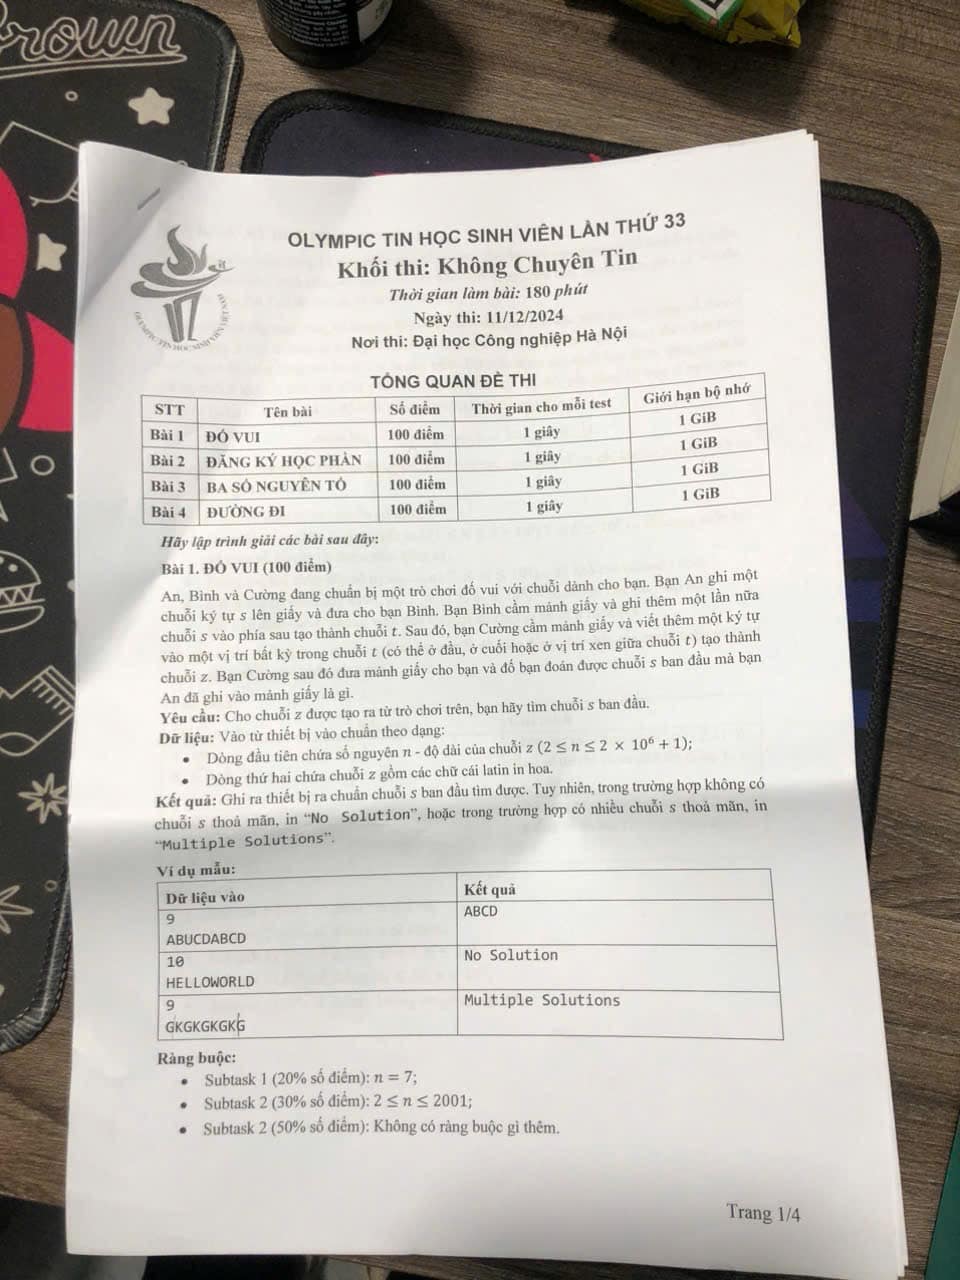 Brown
OLYMPIC TIN HỌC SINH VIÊN LẦN THỨ 33
Khối thi: Không Chuyên Tin
Thời gian làm bài: 180 phút
Ngày thi: 11/12/2024
Nơi thi: Đại học Công nghiệp Hà Nội
OLYMPIC TIN HỌC SINH VIÊN VIỆT NAM
TỔNG QUAN ĐỀ THI
STT Tên bài Số điểm Thời gian cho mỗi test Giới hạn bộ nhớ
Bài 1 ĐỐ VUI 100 điểm 1 giây 1 GiB
Bài 2 ĐĂNG KÝ HỌC PHẦN 100 điểm 1 giây 1 GiB
Bài 3 BA SỐ NGUYÊN TỐ 100 điểm 1 giây 1 GiB
Bài 4 ĐƯỜNG ĐI 100 điểm 1 giây 1 GiB
Hãy lập trình giải các bài sau đây:
Bài 1. ĐỐ VUI (100 điểm)
An, Bình và Cường đang chuẩn bị một trò chơi đố vui với chuỗi dành cho bạn. Bạn An ghi một
chuỗi ký tự s lên giấy và đưa cho bạn Bình. Bạn Bình cầm mảnh giấy và ghi thêm một lần nữa
chuỗi s vào phía sau tạo thành chuỗi t. Sau đó, bạn Cường cầm mảnh giấy và viết thêm một ký tự
vào một vị trí bất kỳ trong chuỗi t (có thể ở đầu, ở cuối hoặc ở vị trí xen giữa chuỗi t) tạo thành
chuỗi z. Bạn Cường sau đó đưa mảnh giấy cho bạn và đố bạn đoán được chuỗi s ban đầu mà bạn
An đã ghi vào mảnh giấy là gì.
Yêu cầu: Cho chuỗi z được tạo ra từ trò chơi trên, bạn hãy tìm chuỗi s ban đầu.
Dữ liệu: Vào từ thiết bị vào chuẩn theo dạng:
• Dòng đầu tiên chứa số nguyên n - độ dài của chuỗi z (2 ≤ n ≤ 2 × 10⁶ + 1);
• Dòng thứ hai chứa chuỗi z gồm các chữ cái latin in hoa.
Kết quả: Ghi ra thiết bị ra chuẩn chuỗi s ban đầu tìm được. Tuy nhiên, trong trường hợp không có
chuỗi s thoả mãn, in “No Solution”, hoặc trong trường hợp có nhiều chuỗi s thoả mãn, in
“Multiple Solutions”.
Ví dụ mẫu:
Dữ liệu vào Kết quả
9 ABCD
ABUCDABCD
10 No Solution
HELLOWORLD
9 Multiple Solutions
GKGKGKGKG
Ràng buộc:
• Subtask 1 (20% số điểm): n = 7;
• Subtask 2 (30% số điểm): 2 ≤ n ≤ 2001;
• Subtask 2 (50% số điểm): Không có ràng buộc gì thêm.
Trang 1/4